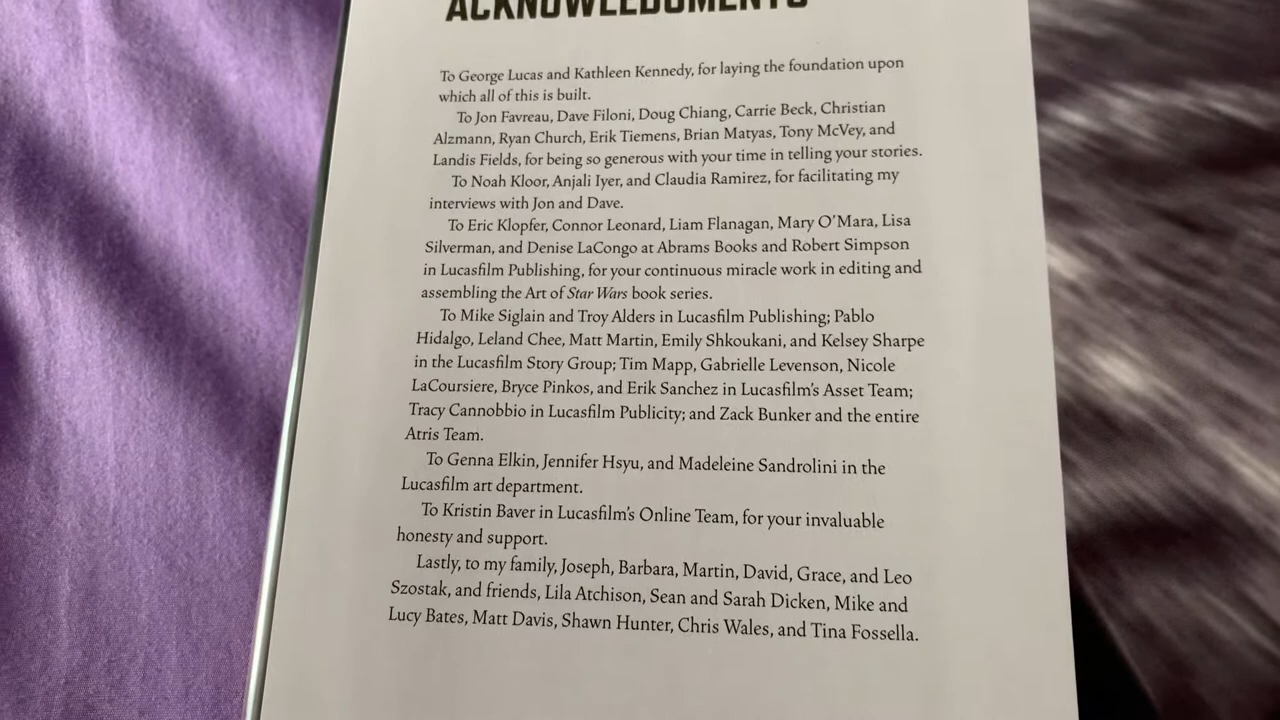 ACKNOWLEDGMENTS
To George Lucas and Kathleen Kennedy, for laying the foundation upon
which all of this is built.
To Jon Favreau, Dave Filoni, Doug Chiang, Carrie Beck, Christian
Alzmann, Ryan Church, Erik Tiemens, Brian Matyas, Tony McVey, and
Landis Fields, for being so generous with your time in telling your stories.
To Noah Kloor, Anjali Iyer, and Claudia Ramirez, for facilitating my
interviews with Jon and Dave.
To Eric Klopfer, Connor Leonard, Liam Flanagan, Mary O’Mara, Lisa
Silverman, and Denise LaCongo at Abrams Books and Robert Simpson
in Lucasfilm Publishing, for your continuous miracle work in editing and
assembling the Art of Star Wars book series.
To Mike Siglain and Troy Alders in Lucasfilm Publishing; Pablo
Hidalgo, Leland Chee, Matt Martin, Emily Shkoukani, and Kelsey Sharpe
in the Lucasfilm Story Group; Tim Mapp, Gabrielle Levenson, Nicole
LaCoursiere, Bryce Pinkos, and Erik Sanchez in Lucasfilm’s Asset Team;
Tracy Cannobbio in Lucasfilm Publicity; and Zack Bunker and the entire
Atris Team.
To Genna Elkin, Jennifer Hsyu, and Madeleine Sandrolini in the
Lucasfilm art department.
To Kristin Baver in Lucasfilm’s Online Team, for your invaluable
honesty and support.
Lastly, to my family, Joseph, Barbara, Martin, David, Grace, and Leo
Szostak, and friends, Lila Atchison, Sean and Sarah Dicken, Mike and
Lucy Bates, Matt Davis, Shawn Hunter, Chris Wales, and Tina Fossella.